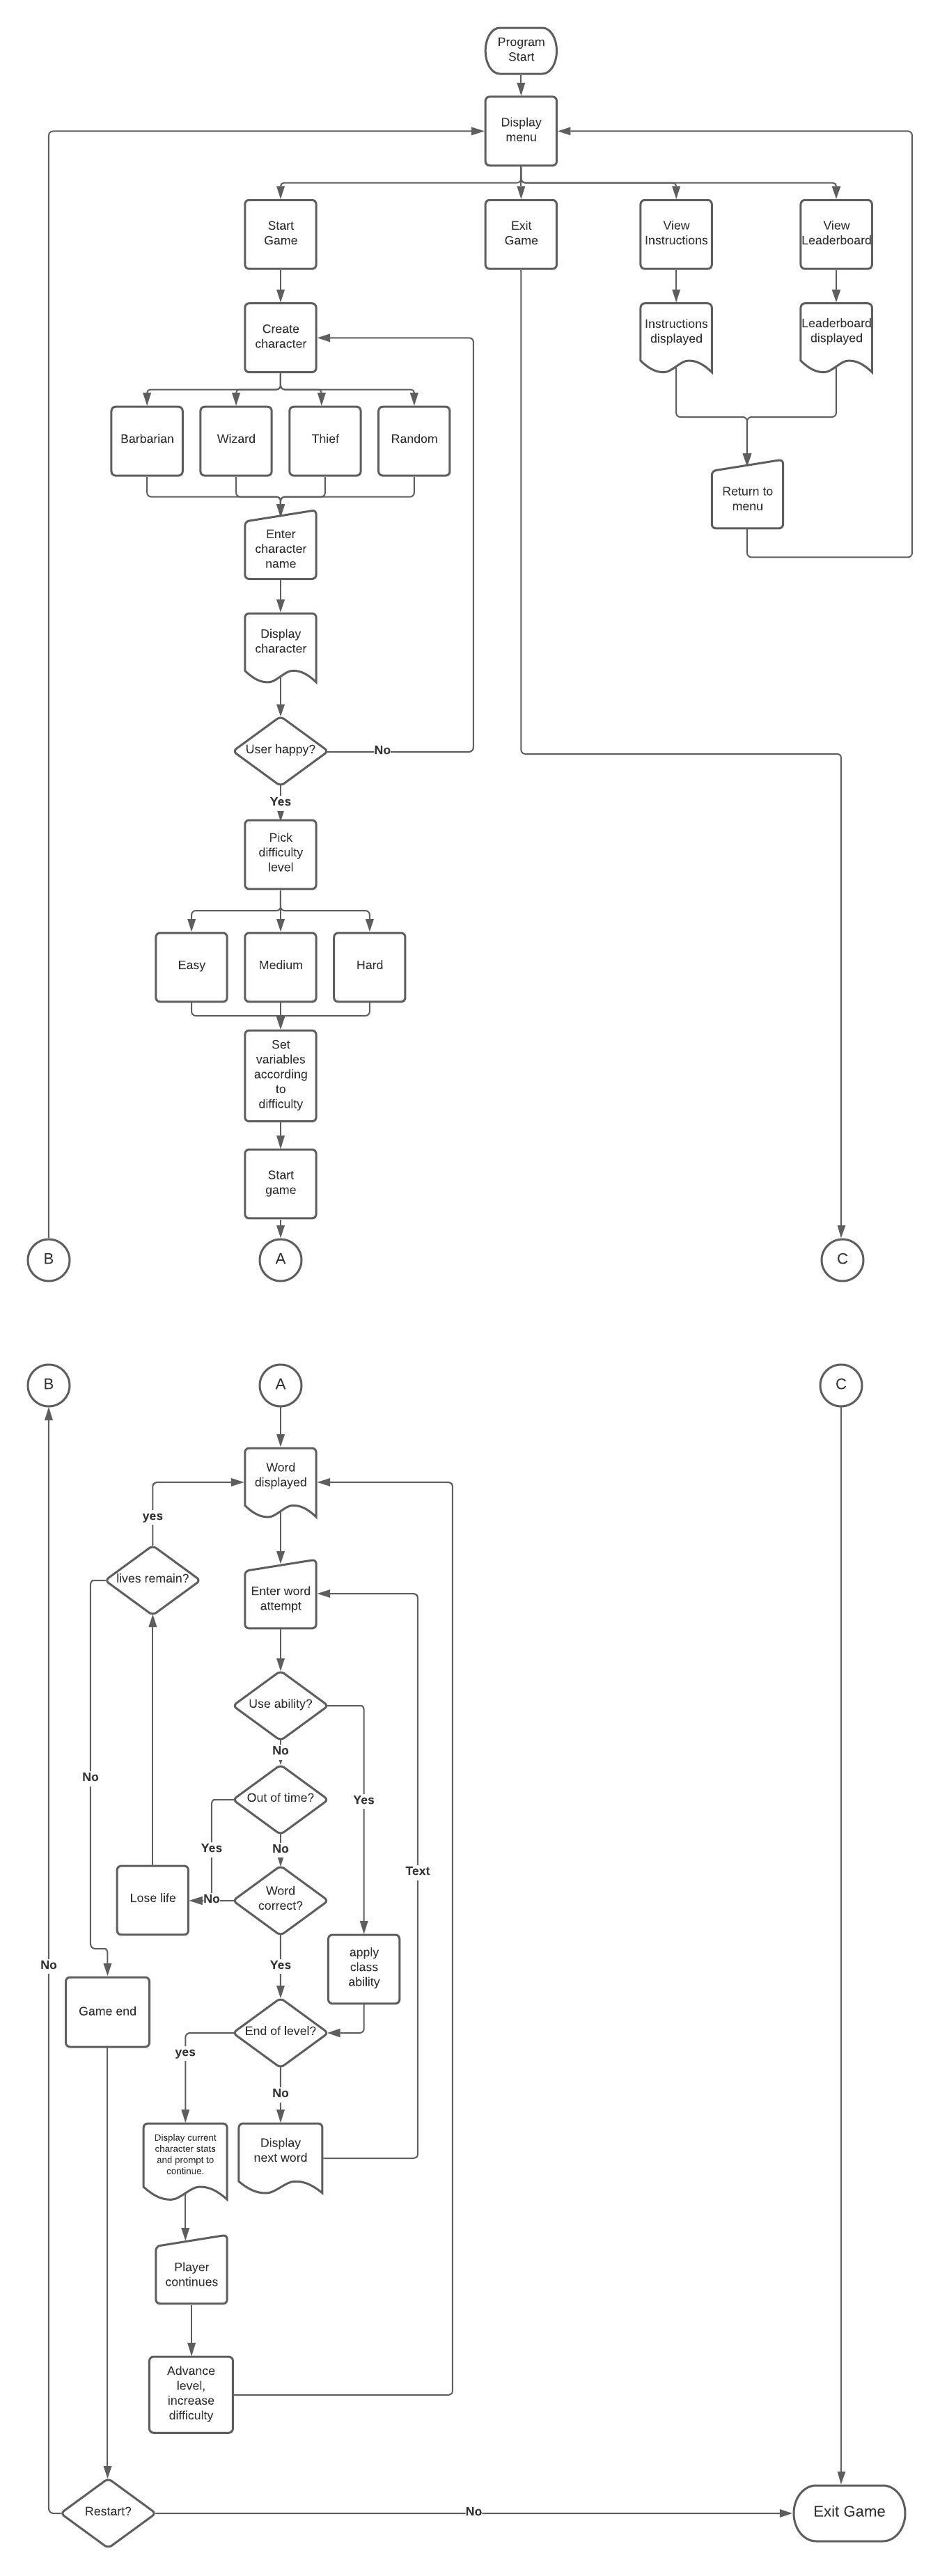 Program
Start
Display
menu
Start
Game
Exit
Game
View
Instructions
View
Leaderboard
Create
character
Instructions
displayed
Leaderboard
displayed
Barbarian
Wizard
Thief
Random
Return to
menu
Enter
character
name
Display
character
User happy?
No
Yes
Pick
difficulty
level
Easy
Medium
Hard
Set
variables
according
to
difficulty
Start
game
B
A
C
B
A
C
Word
displayed
yes
lives remain?
Enter word
attempt
Use ability?
No
No
Out of time?
Yes
Yes
No
Text
Lose life
No
Word
correct?
No
Yes
apply
class
ability
Game end
End of level?
yes
No
Display current
character stats
and prompt to
continue.
Display
next word
Player
continues
Advance
level,
increase
difficulty
Restart?
No
Exit Game